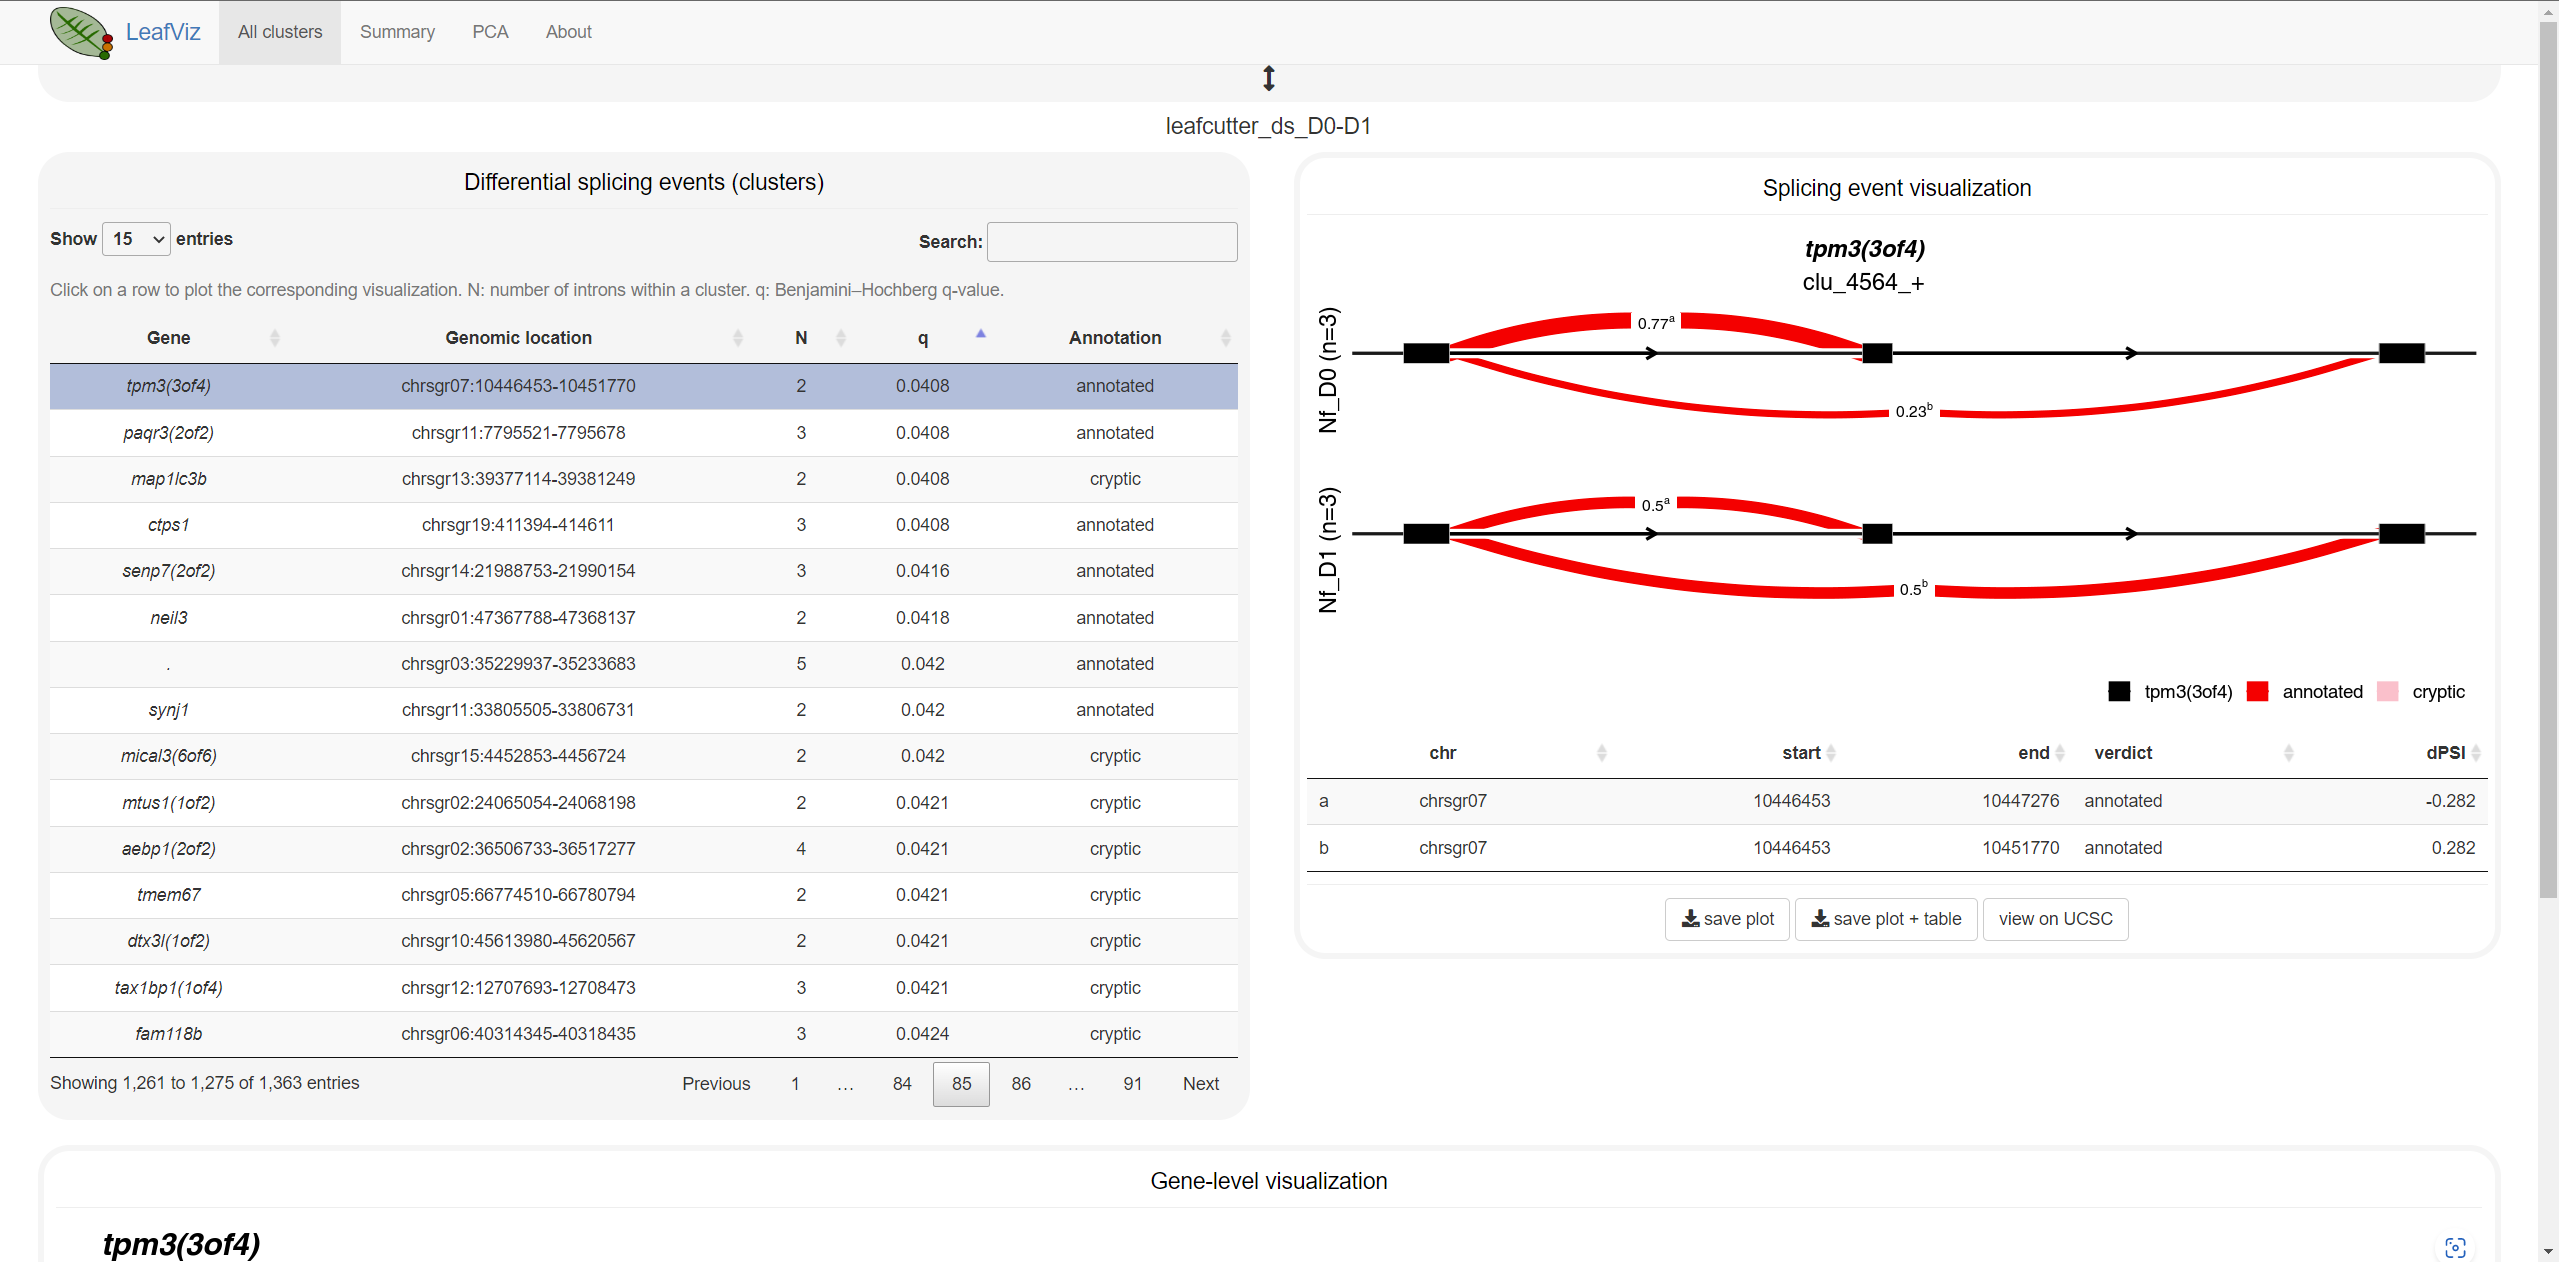 LeafViz All clusters Summary PCA About
leafcutter_ds_D0-D1
Differential splicing events (clusters)
Show 15 entries Search:
Click on a row to plot the corresponding visualization. N: number of introns within a cluster. q: Benjamini–Hochberg q-value.
Gene Genomic location N q Annotation
tpm3(3of4) chrsgr07:10446453-10451770 2 0.0408 annotated
paqr3(2of2) chrsgr11:7795521-7795678 3 0.0408 annotated
map1lc3b chrsgr13:39377114-39381249 2 0.0408 cryptic
ctps1 chrsgr19:411394-414611 3 0.0408 annotated
senp7(2of2) chrsgr14:21988753-21990154 3 0.0416 annotated
neil3 chrsgr01:47367788-47368137 2 0.0418 annotated
. chrsgr03:35229937-35233683 5 0.042 annotated
synj1 chrsgr11:33805505-33806731 2 0.042 annotated
mical3(6of6) chrsgr15:4452853-4456724 2 0.042 cryptic
mtus1(1of2) chrsgr02:24065054-24068198 2 0.0421 cryptic
aebp1(2of2) chrsgr02:36506733-36517277 4 0.0421 cryptic
tmem67 chrsgr05:66774510-66780794 2 0.0421 cryptic
dtx3l(1of2) chrsgr10:45613980-45620567 2 0.0421 cryptic
tax1bp1(1of4) chrsgr12:12707693-12708473 3 0.0421 cryptic
fam118b chrsgr06:40314345-40318435 3 0.0424 cryptic
Showing 1,261 to 1,275 of 1,363 entries Previous 1 … 84 85 86 … 91 Next
Splicing event visualization
tpm3(3of4)
clu_4564_+
Nf_D0 (n=3)
0.77a
0.23b
Nf_D1 (n=3)
0.5a
0.5b
tpm3(3of4) annotated cryptic
chr start end verdict dPSI
a chrsgr07 10446453 10447276 annotated -0.282
b chrsgr07 10446453 10451770 annotated 0.282
save plot save plot + table view on UCSC
Gene-level visualization
tpm3(3of4)